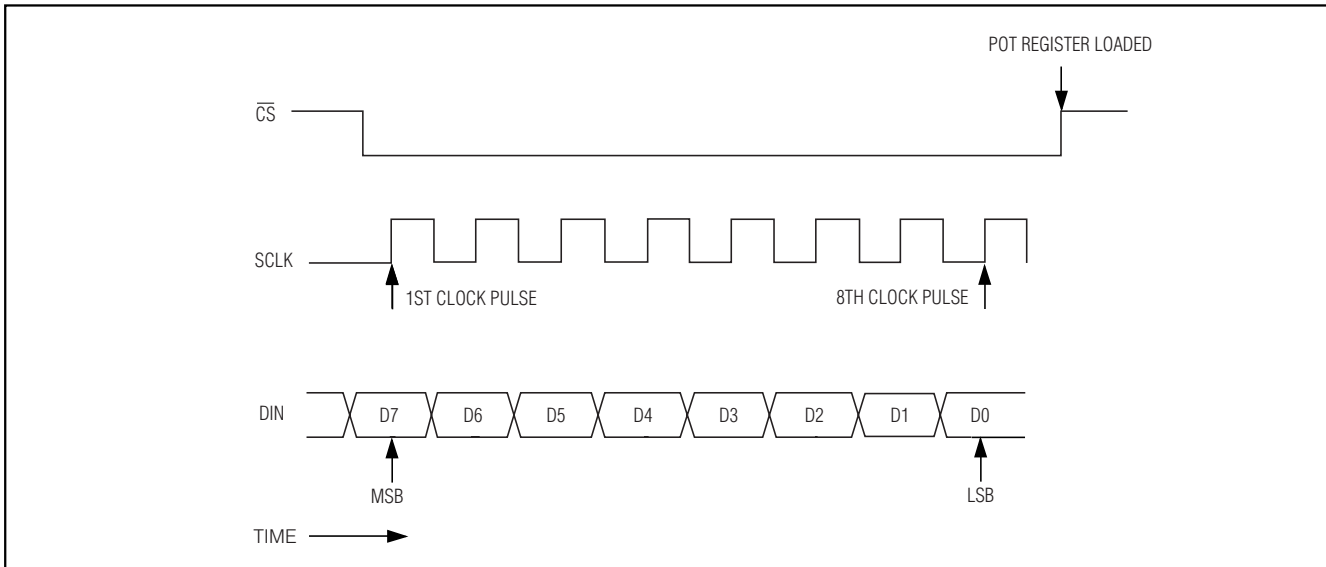 POT REGISTER LOADED
C̅S̅
SCLK
1ST CLOCK PULSE
8TH CLOCK PULSE
DIN
D7
D6
D5
D4
D3
D2
D1
D0
MSB
LSB
TIME